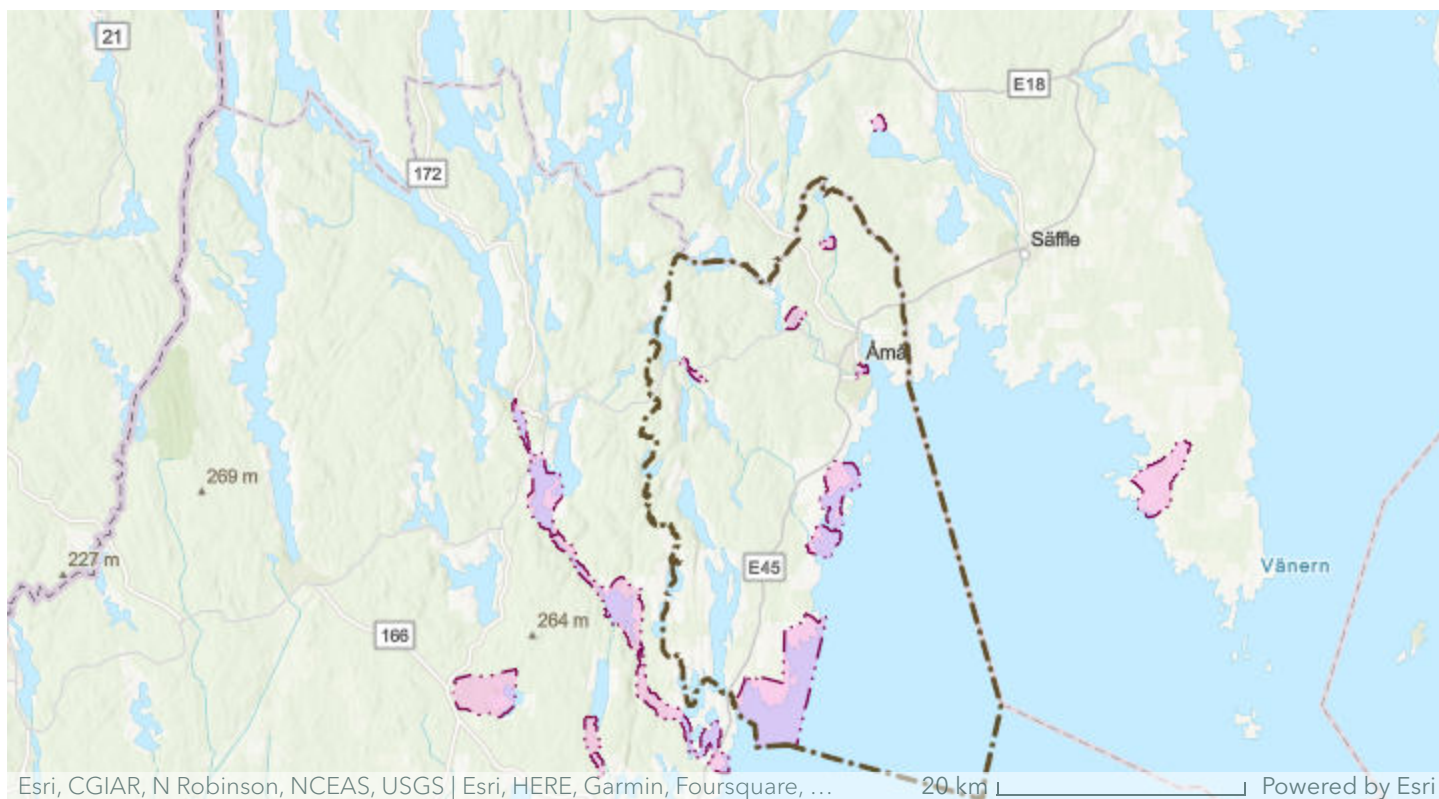 21
E18
172
Säffle
Åmå
269 m
227 m
E45
Vänern
264 m
166
Esri, CGIAR, N Robinson, NCEAS, USGS | Esri, HERE, Garmin, Foursquare, … 20 km Powered by Esri